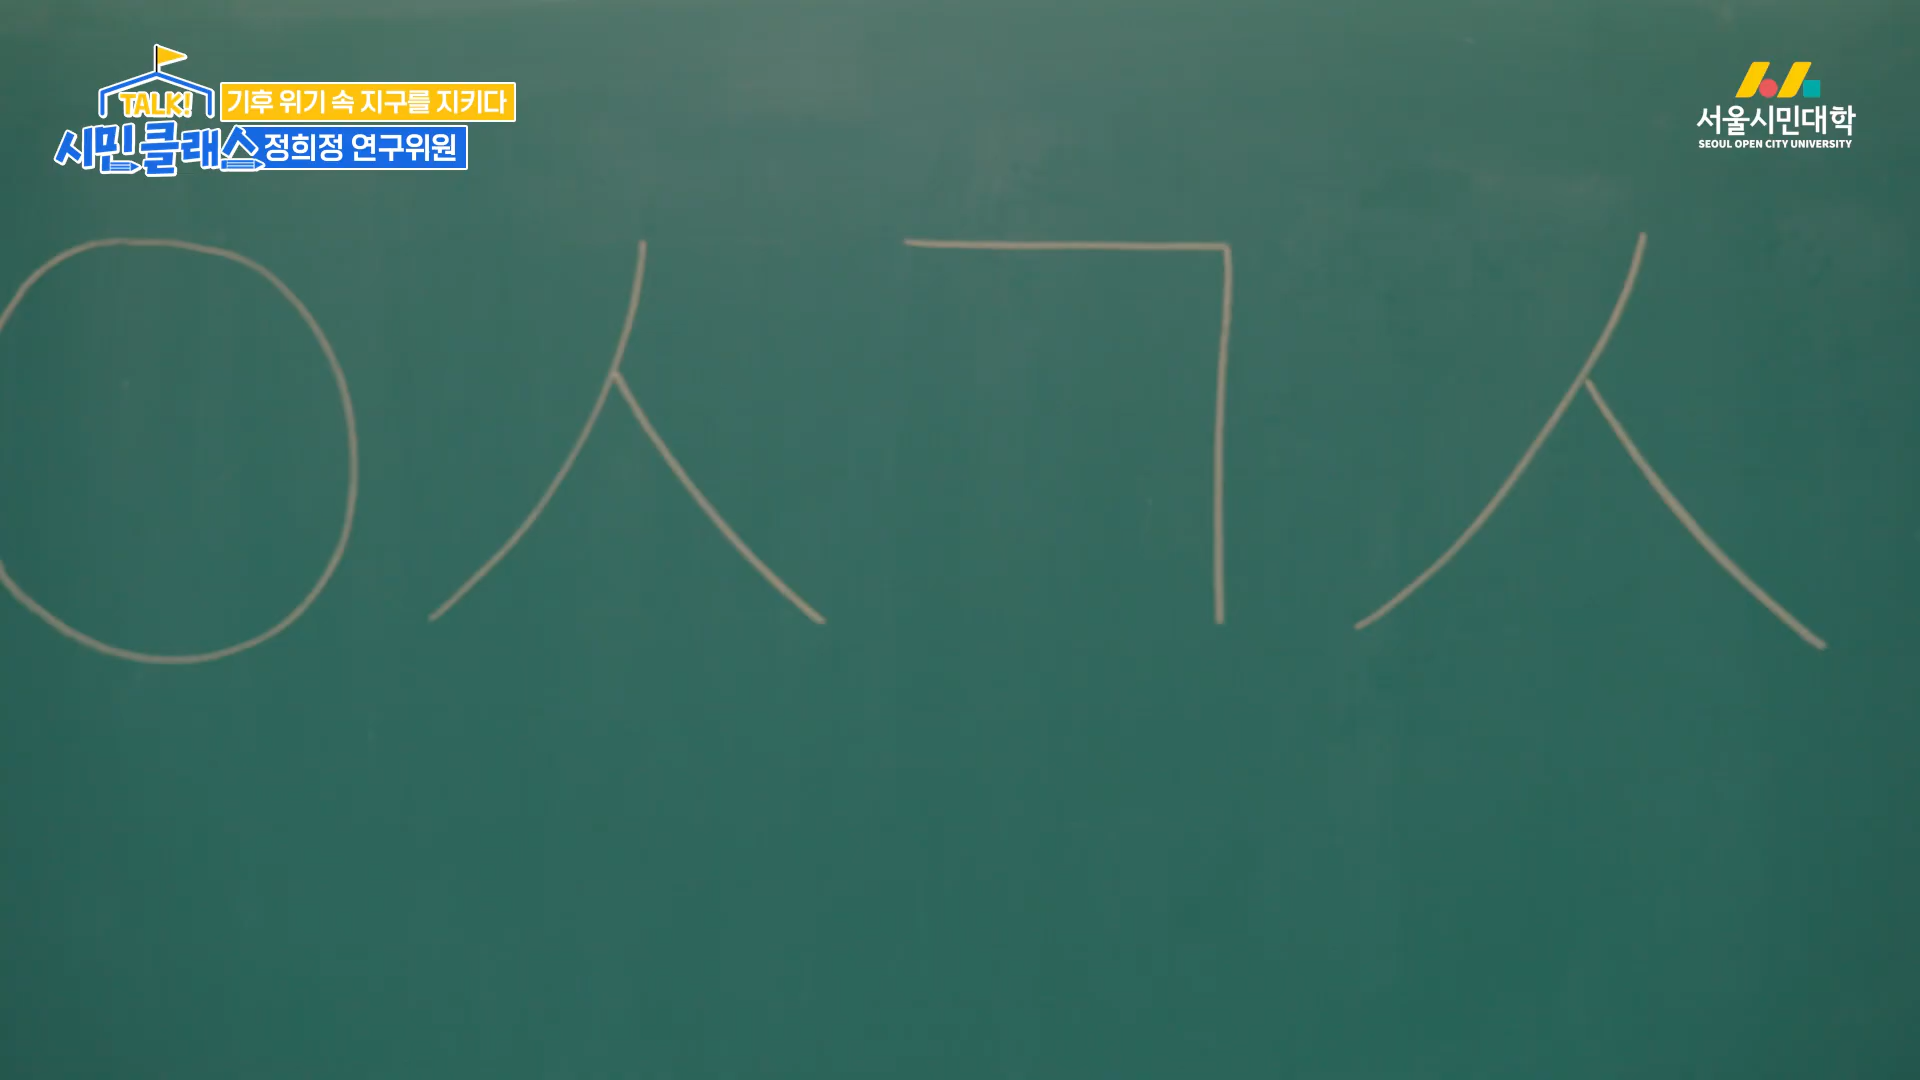 TALK!
시민 클래스
기후 위기 속 지구를 지키다
정희정 연구위원
서울시민대학
SEOUL OPEN CITY UNIVERSITY
ㅇㅅㄱㅅ